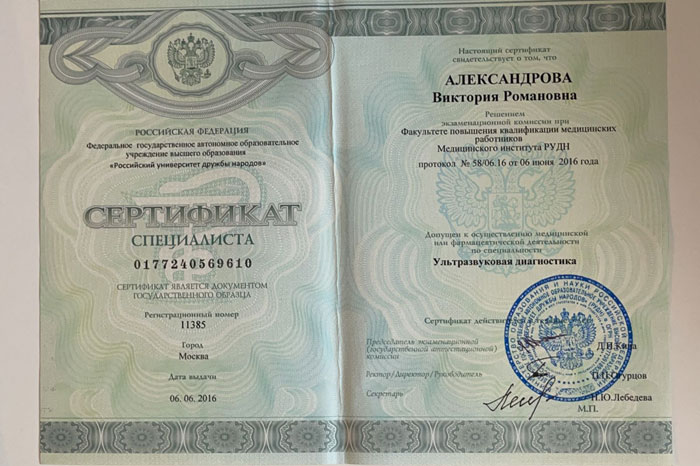 РОССИЙСКАЯ ФЕДЕРАЦИЯ
Федеральное государственное автономное образовательное
учреждение высшего образования
«Российский университет дружбы народов»
СЕРТИФИКАТ
СПЕЦИАЛИСТА
0177240569610
СЕРТИФИКАТ ЯВЛЯЕТСЯ ДОКУМЕНТОМ
ГОСУДАРСТВЕННОГО ОБРАЗЦА
Регистрационный номер
11385
Город
Москва
Дата выдачи
06. 06. 2016
Настоящий сертификат
свидетельствует о том, что
АЛЕКСАНДРОВА
Виктория Романовна
Решением
экзаменационной комиссии при
Факультете повышения квалификации медицинских
работников
Медицинского института РУДН
протокол № 58/06.16 от 06 июня 2016 года
Допущен к осуществлению медицинской
или фармацевтической деятельности
по специальности
Ультразвуковая диагностика
Сертификат действителен
Председатель экзаменационной
(государственной аттестационной)
комиссии
Ректор/Директор/Руководитель
Секретарь
Н.Ю.Лебедева
М.П.